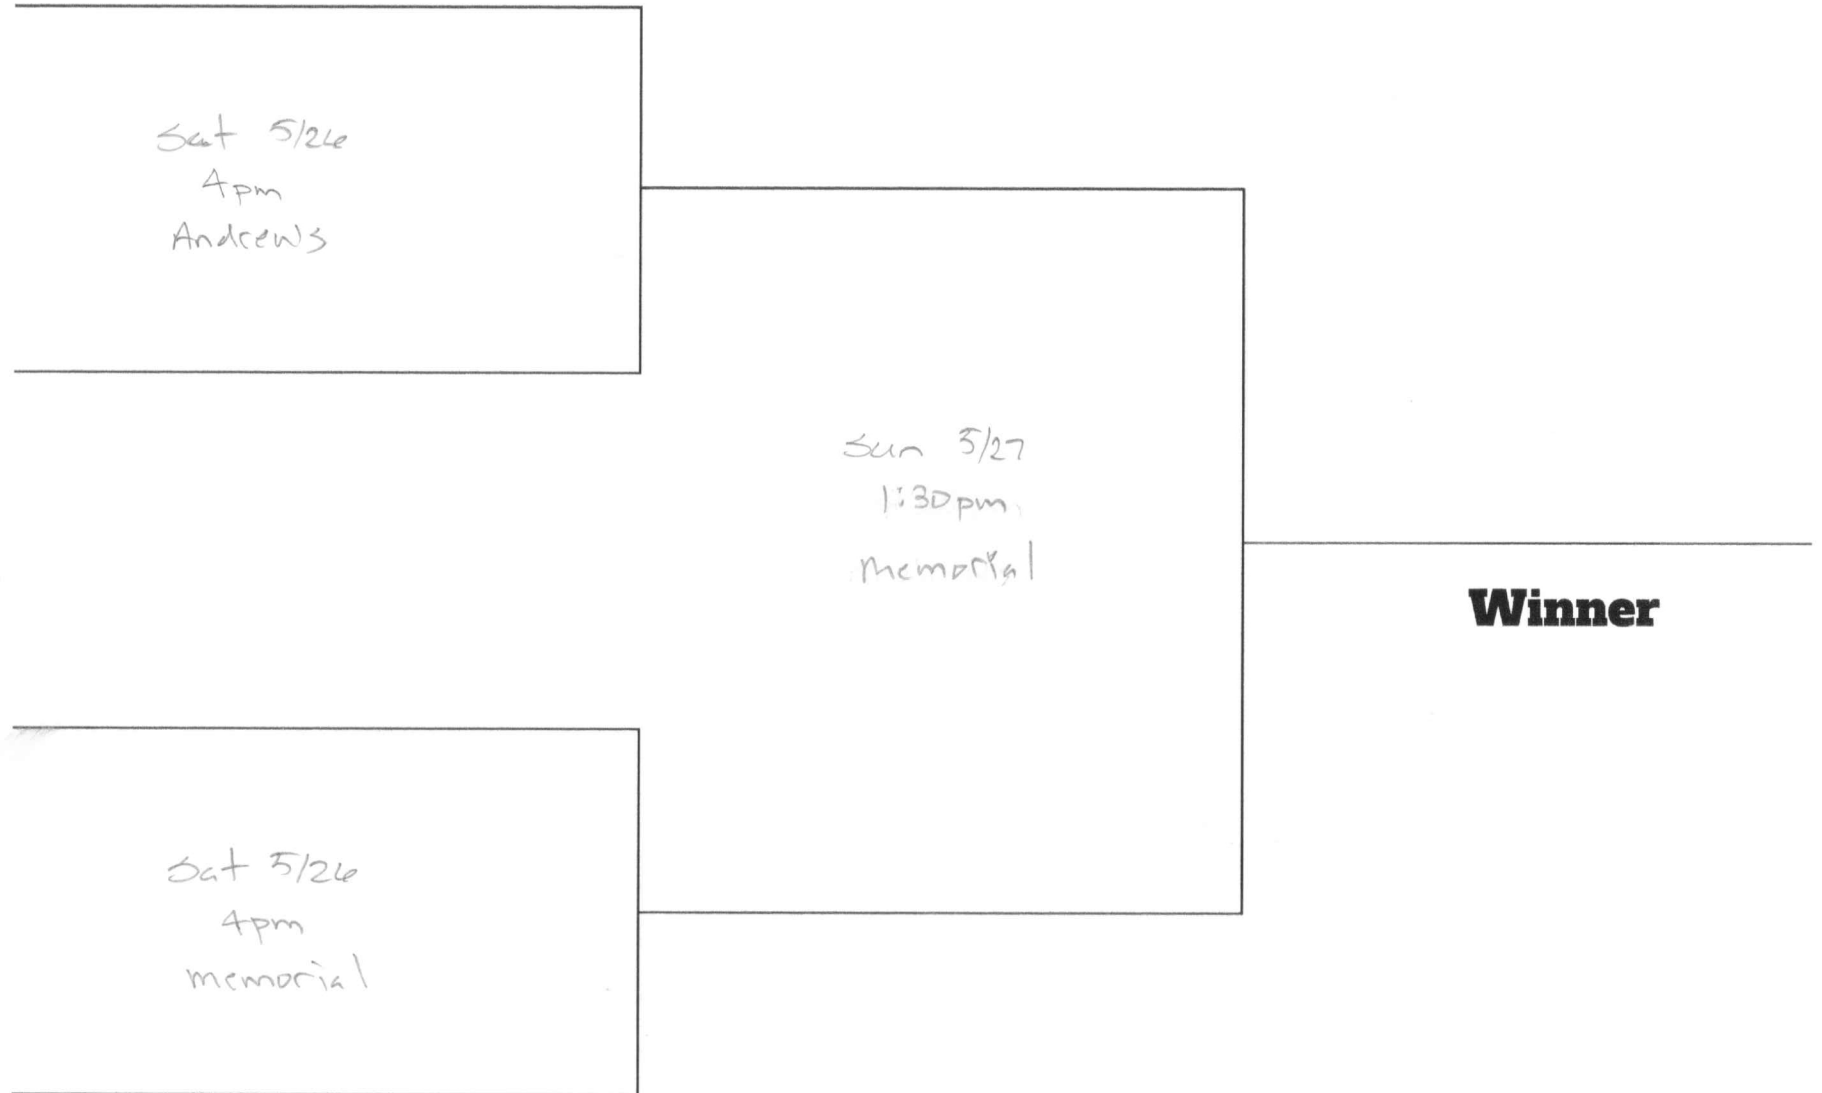 Sat 5/26
4pm
Andrews
Sun 5/27
1:30pm
memorial
Winner
Sat 5/26
4pm
memorial